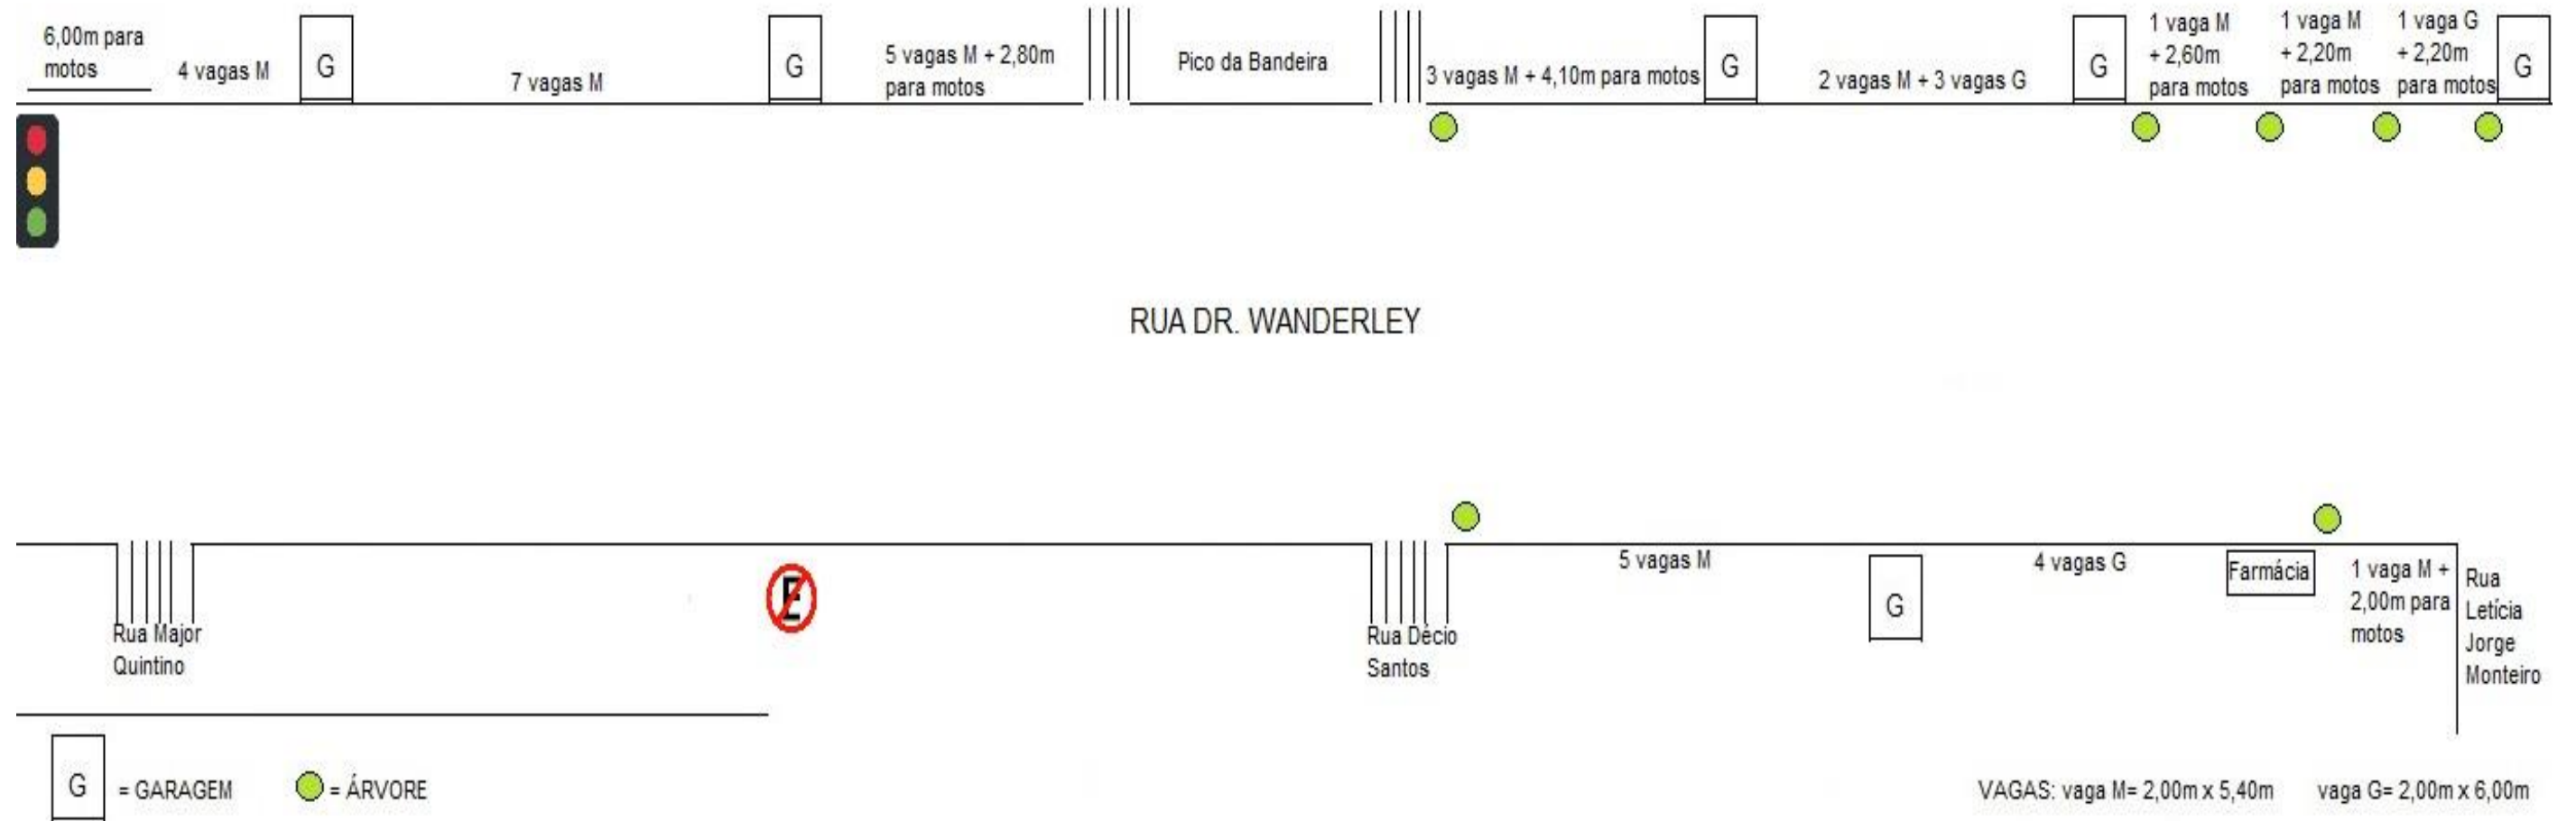 6,00m para
motos
4 vagas M
G
7 vagas M
G
5 vagas M + 2,80m
para motos
Pico da Bandeira
3 vagas M + 4,10m para motos
G
2 vagas M + 3 vagas G
G
1 vaga M
+ 2,60m
para motos
1 vaga M
+ 2,20m
para motos
1 vaga G
+ 2,20m
para motos
G
RUA DR. WANDERLEY
Rua Major
Quintino
E
Rua Décio
Santos
5 vagas M
G
4 vagas G
Farmácia
1 vaga M +
2,00m para
motos
Rua
Letícia
Jorge
Monteiro
G
= GARAGEM
= ÁRVORE
VAGAS: vaga M= 2,00m x 5,40m
vaga G= 2,00m x 6,00m